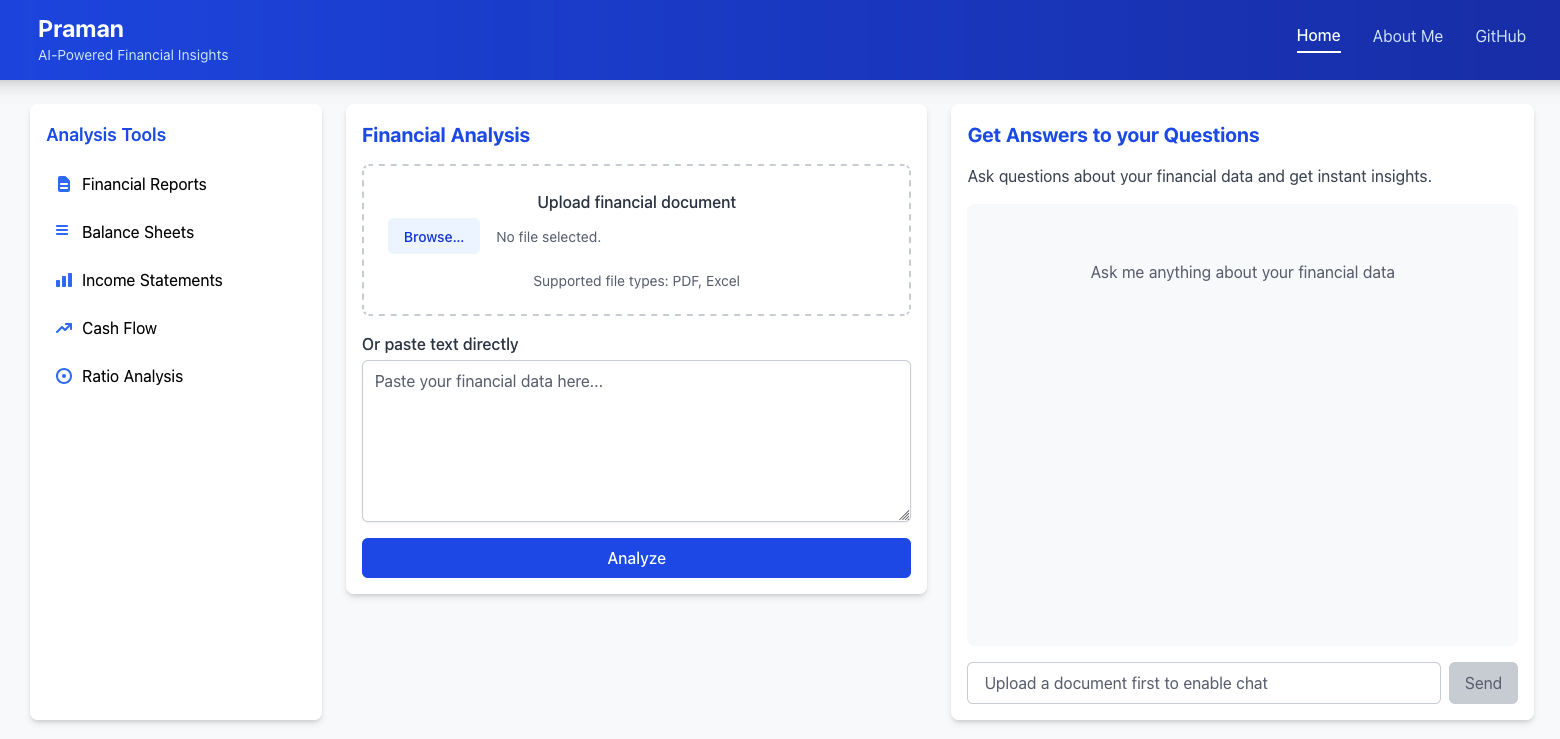 Praman
AI-Powered Financial Insights
Home
About Me
GitHub
Analysis Tools
Financial Reports
Balance Sheets
Income Statements
Cash Flow
Ratio Analysis
Financial Analysis
Upload financial document
Browse... No file selected.
Supported file types: PDF, Excel
Or paste text directly
Paste your financial data here...
Analyze
Get Answers to your Questions
Ask questions about your financial data and get instant insights.
Ask me anything about your financial data
Upload a document first to enable chat
Send